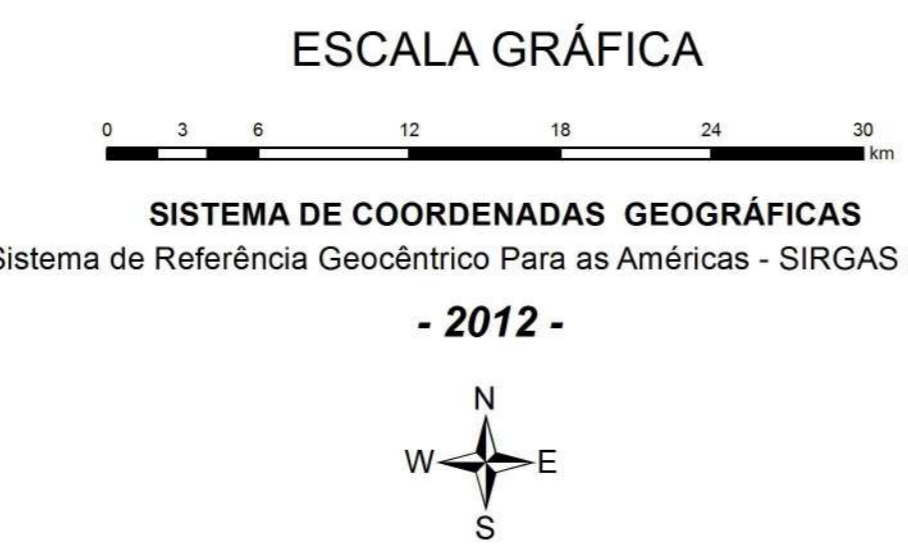 ESCALA GRÁFICA
0 3 6 12 18 24 30
km
SISTEMA DE COORDENADAS GEOGRÁFICAS
Sistema de Referência Geocêntrico Para as Américas - SIRGAS
- 2012 -
N
W E
S